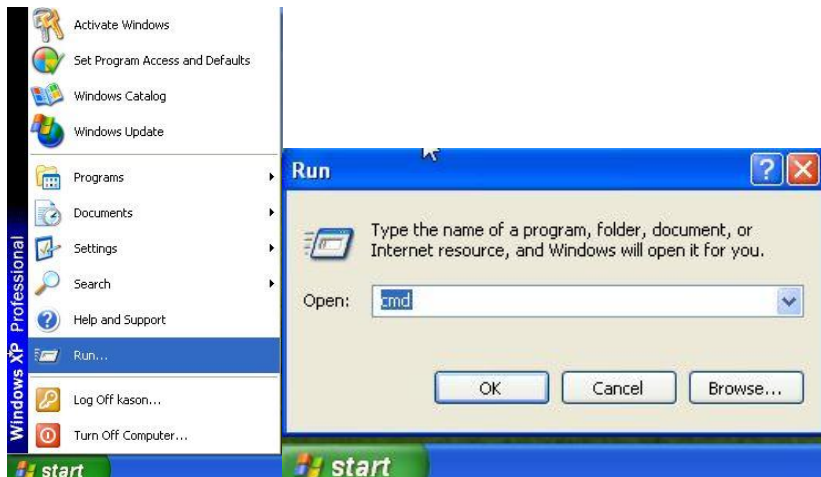 Activate Windows
Set Program Access and Defaults
Windows Catalog
Windows Update
Programs
Documents
Settings
Search
Help and Support
Run...
Log Off kason...
Turn Off Computer...
Windows XP Professional
start
Run
Type the name of a program, folder, document, or
Internet resource, and Windows will open it for you.
Open:
cmd
OK
Cancel
Browse...
start